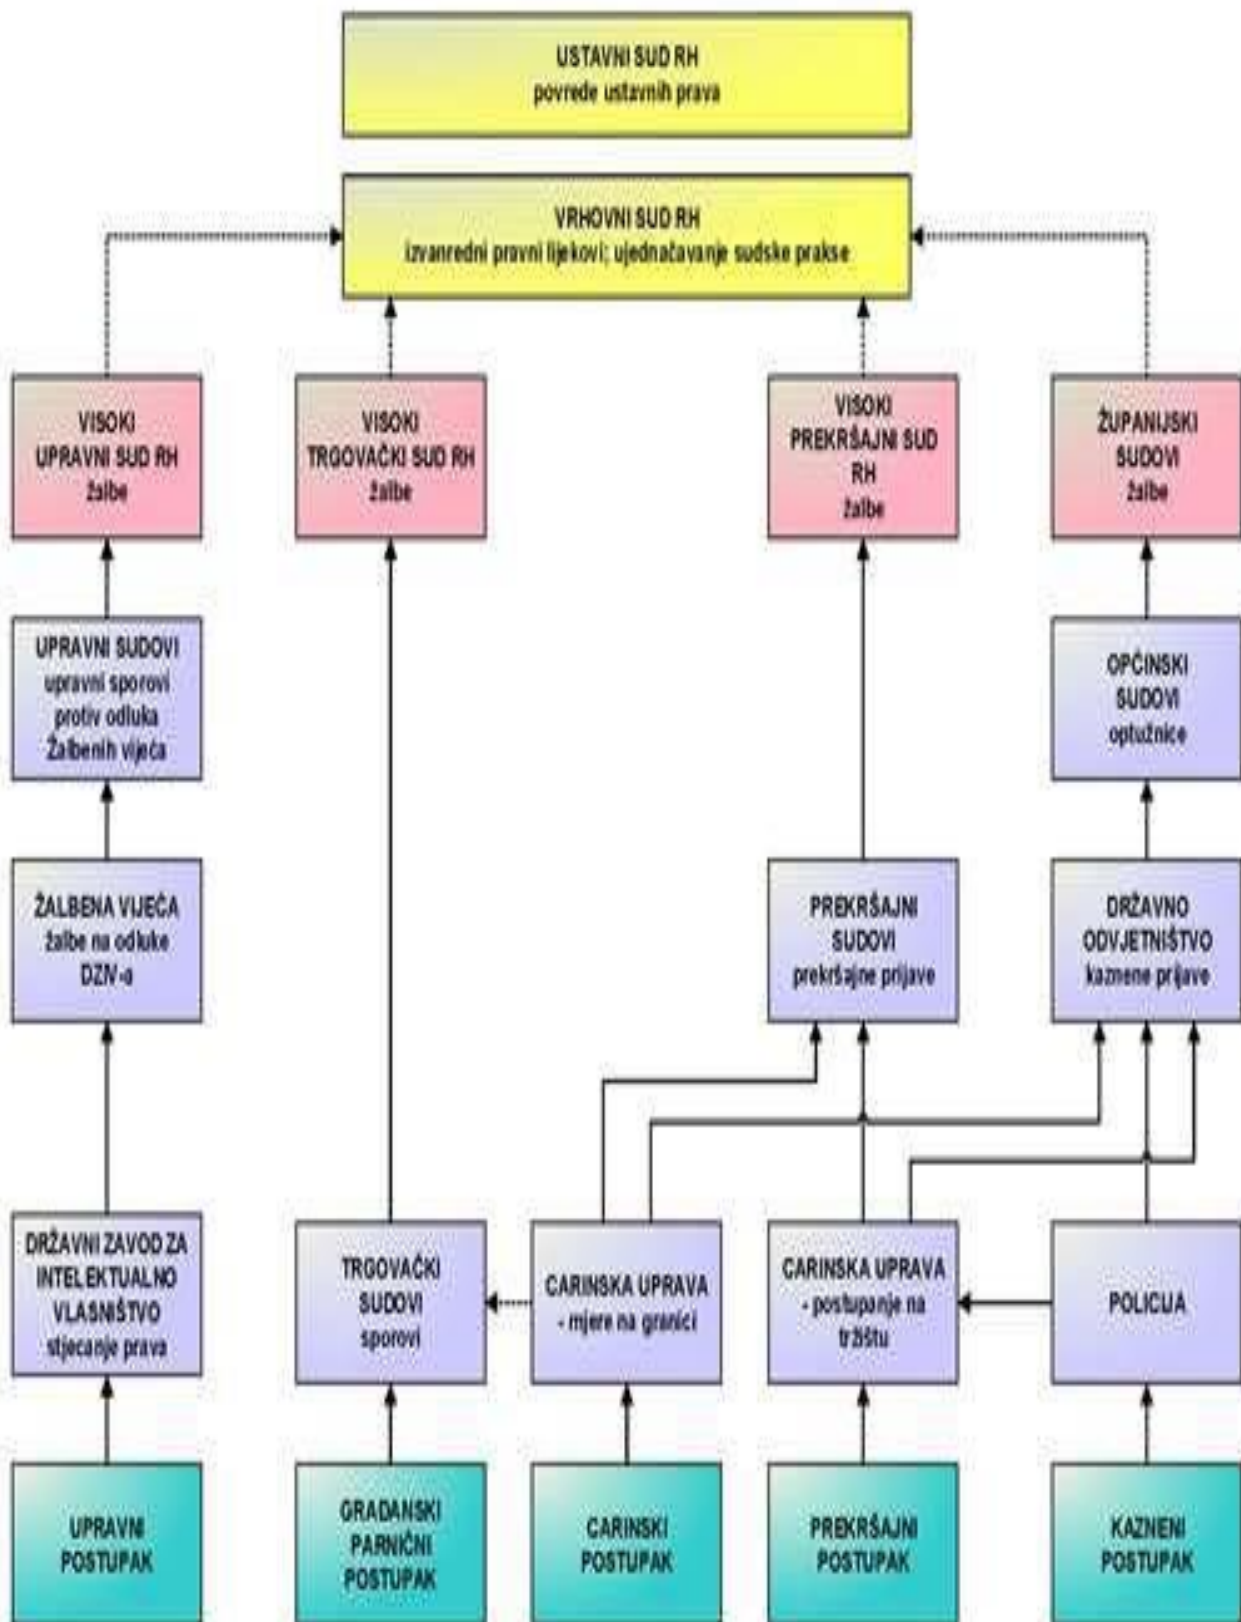 USTAVNI SUD RH
povrede ustavnih prava
VRHOVNI SUD RH
izvanredni pravni lijekovi; ujednačavanje sudske prakse
VISOKI
UPRAVNI SUD RH
žalbe
VISOKI
TRGOVAČKI SUD RH
žalbe
VISOKI
PREKRŠAJNI SUD
RH
žalbe
ŽUPANIJSKI
SUDOVI
žalbe
UPRAVNI SUDOVI
upravni sporovi
protiv odluka
Žalbenih vijeća
OPĆINSKI
SUDOVI
optužnice
ŽALBENA VIJEĆA
žalbe na odluke
DZIV-a
PREKRŠAJNI
SUDOVI
prekršajne prijave
DRŽAVNO
ODVJETNIŠTVO
kaznene prijave
DRŽAVNI ZAVOD ZA
INTELEKTUALNO
VLASNIŠTVO
stjecanje prava
TRGOVAČKI
SUDOVI
sporovi
CARINSKA UPRAVA
- mjere na granici
CARINSKA UPRAVA
- postupanje na
tržištu
POLICIJA
UPRAVNI
POSTUPAK
GRAĐANSKI
PARNIČNI
POSTUPAK
CARINSKI
POSTUPAK
PREKRŠAJNI
POSTUPAK
KAZNENI
POSTUPAK